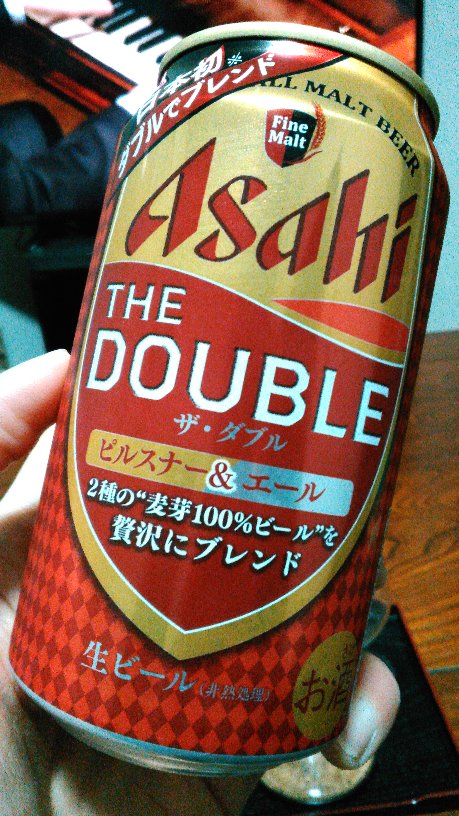 日本初※
ダブルでブレンド
ALL MALT BEER
Fine
Malt
Asahi
THE
DOUBLE
ザ・ダブル
ピルスナー&エール
2種の“麦芽100%ビール”を
贅沢にブレンド
生ビール(非熱処理)
お酒